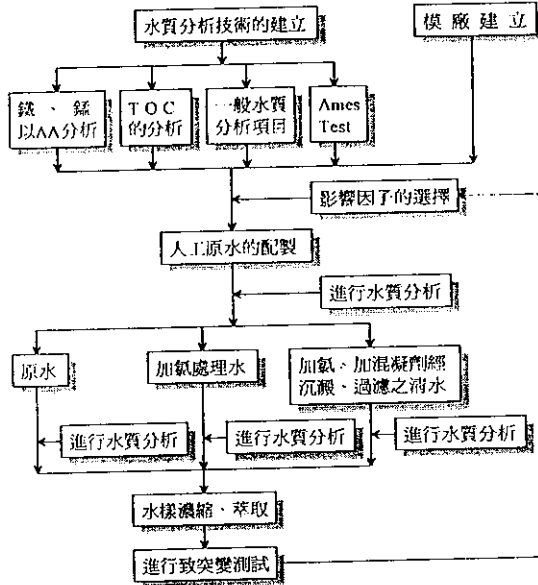 水質分析技術的建立
模廠建立
鐵、錳
以AA分析
TOC
的分析
一般水質
分析項目
Ames
Test
影響因子的選擇
人工原水的配製
進行水質分析
原水
加氯處理水
加氯、加混凝劑經
沉澱、過濾之清水
進行水質分析
進行水質分析
進行水質分析
水樣濃縮、萃取
進行致突變測試